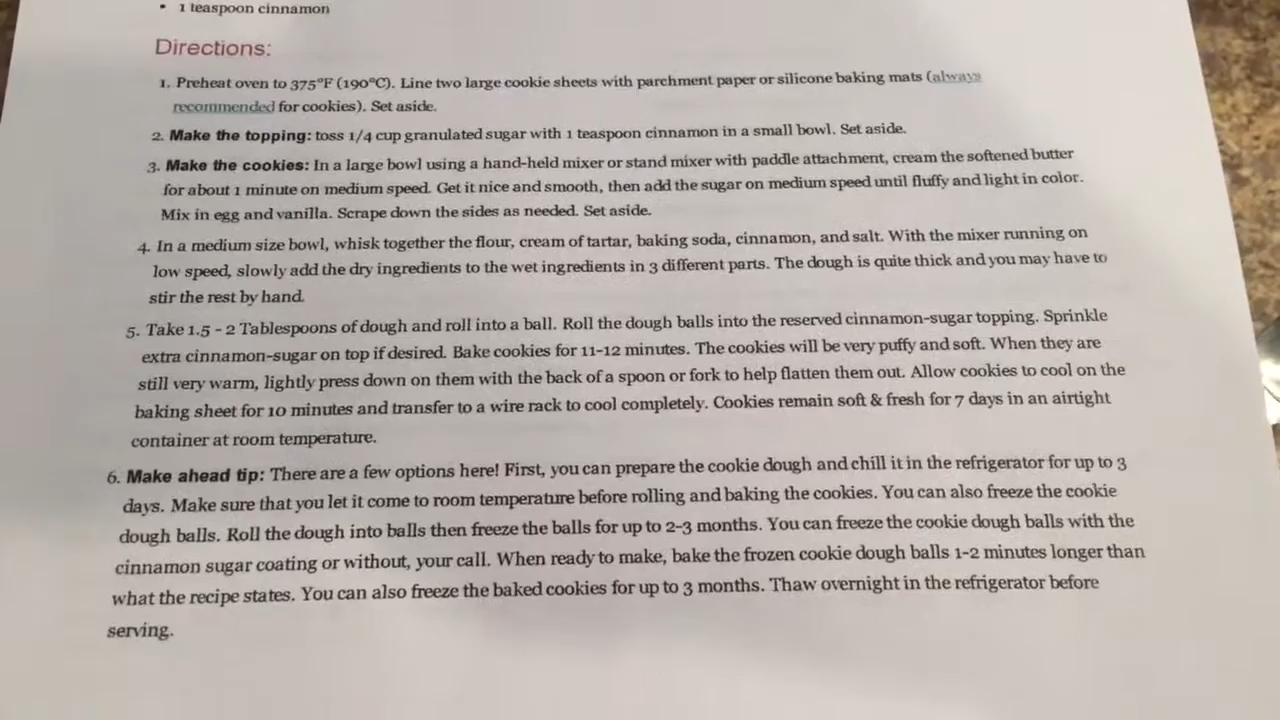 • 1 teaspoon cinnamon
Directions:
1. Preheat oven to 375°F (190°C). Line two large cookie sheets with parchment paper or silicone baking mats (always
recommended for cookies). Set aside.
2. Make the topping: toss 1/4 cup granulated sugar with 1 teaspoon cinnamon in a small bowl. Set aside.
3. Make the cookies: In a large bowl using a hand-held mixer or stand mixer with paddle attachment, cream the softened butter
for about 1 minute on medium speed. Get it nice and smooth, then add the sugar on medium speed until fluffy and light in color.
Mix in egg and vanilla. Scrape down the sides as needed. Set aside.
4. In a medium size bowl, whisk together the flour, cream of tartar, baking soda, cinnamon, and salt. With the mixer running on
low speed, slowly add the dry ingredients to the wet ingredients in 3 different parts. The dough is quite thick and you may have to
stir the rest by hand.
5. Take 1.5 - 2 Tablespoons of dough and roll into a ball. Roll the dough balls into the reserved cinnamon-sugar topping. Sprinkle
extra cinnamon-sugar on top if desired. Bake cookies for 11-12 minutes. The cookies will be very puffy and soft. When they are
still very warm, lightly press down on them with the back of a spoon or fork to help flatten them out. Allow cookies to cool on the
baking sheet for 10 minutes and transfer to a wire rack to cool completely. Cookies remain soft & fresh for 7 days in an airtight
container at room temperature.
6. Make ahead tip: There are a few options here! First, you can prepare the cookie dough and chill it in the refrigerator for up to 3
days. Make sure that you let it come to room temperature before rolling and baking the cookies. You can also freeze the cookie
dough balls. Roll the dough into balls then freeze the balls for up to 2-3 months. You can freeze the cookie dough balls with the
cinnamon sugar coating or without, your call. When ready to make, bake the frozen cookie dough balls 1-2 minutes longer than
what the recipe states. You can also freeze the baked cookies for up to 3 months. Thaw overnight in the refrigerator before
serving.